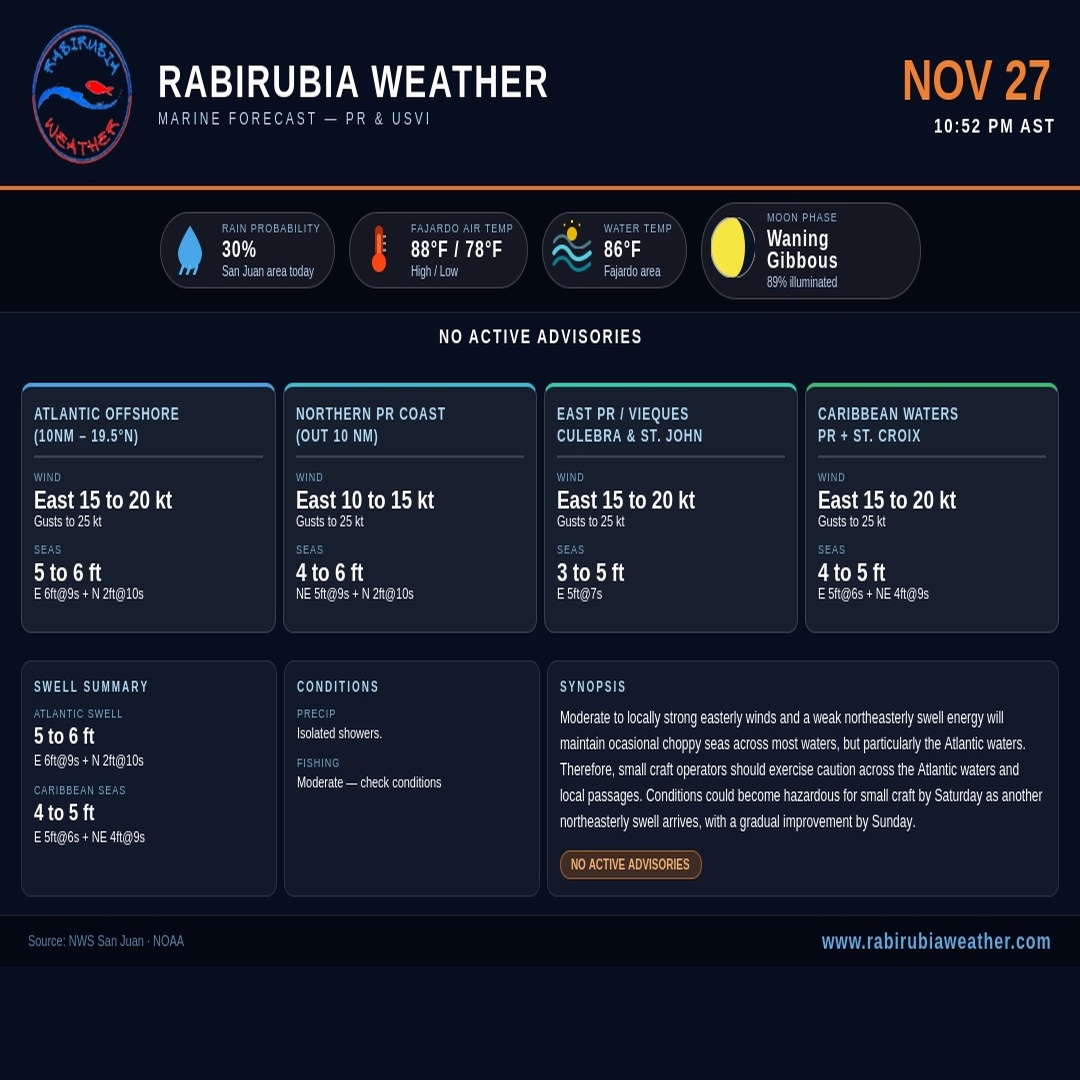 RABIRUBIA
WEATHER
RABIRUBIA WEATHER
MARINE FORECAST — PR & USVI
NOV 27
10:52 PM AST
RAIN PROBABILITY
30%
San Juan area today
FAJARDO AIR TEMP
88°F / 78°F
High / Low
WATER TEMP
86°F
Fajardo area
MOON PHASE
Waning
Gibbous
89% illuminated
NO ACTIVE ADVISORIES
ATLANTIC OFFSHORE
(10NM – 19.5°N)
WIND
East 15 to 20 kt
Gusts to 25 kt
SEAS
5 to 6 ft
E 6ft@9s + N 2ft@10s
NORTHERN PR COAST
(OUT 10 NM)
WIND
East 10 to 15 kt
Gusts to 25 kt
SEAS
4 to 6 ft
NE 5ft@9s + N 2ft@10s
EAST PR / VIEQUES
CULEBRA & ST. JOHN
WIND
East 15 to 20 kt
Gusts to 25 kt
SEAS
3 to 5 ft
E 5ft@7s
CARIBBEAN WATERS
PR + ST. CROIX
WIND
East 15 to 20 kt
Gusts to 25 kt
SEAS
4 to 5 ft
E 5ft@6s + NE 4ft@9s
SWELL SUMMARY
ATLANTIC SWELL
5 to 6 ft
E 6ft@9s + N 2ft@10s
CARIBBEAN SEAS
4 to 5 ft
E 5ft@6s + NE 4ft@9s
CONDITIONS
PRECIP
Isolated showers.
FISHING
Moderate — check conditions
SYNOPSIS
Moderate to locally strong easterly winds and a weak northeasterly swell energy will
maintain ocasional choppy seas across most waters, but particularly the Atlantic waters.
Therefore, small craft operators should exercise caution across the Atlantic waters and
local passages. Conditions could become hazardous for small craft by Saturday as another
northeasterly swell arrives, with a gradual improvement by Sunday.
NO ACTIVE ADVISORIES
Source: NWS San Juan · NOAA
www.rabirubiaweather.com